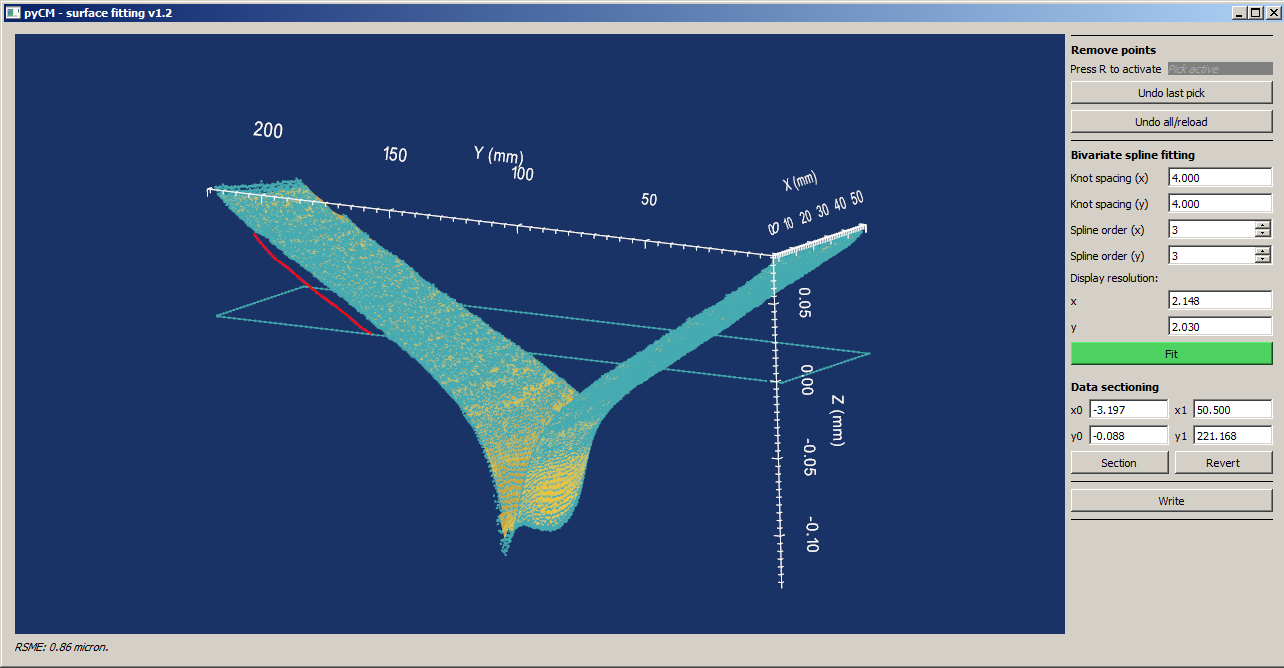 pyCM - surface fitting v1.2
200
150
Y (mm)
100
50
X (mm)
0 10 20 30 40 50
0
0.05
0.00
Z (mm)
-0.05
-0.10
Remove points
Press R to activate Pick active
Undo last pick
Undo all/reload
Bivariate spline fitting
Knot spacing (x) 4.000
Knot spacing (y) 4.000
Spline order (x) 3
Spline order (y) 3
Display resolution:
x 2.148
y 2.030
Fit
Data sectioning
x0 -3.197 x1 50.500
y0 -0.088 y1 221.168
Section Revert
Write
RSME: 0.86 micron.